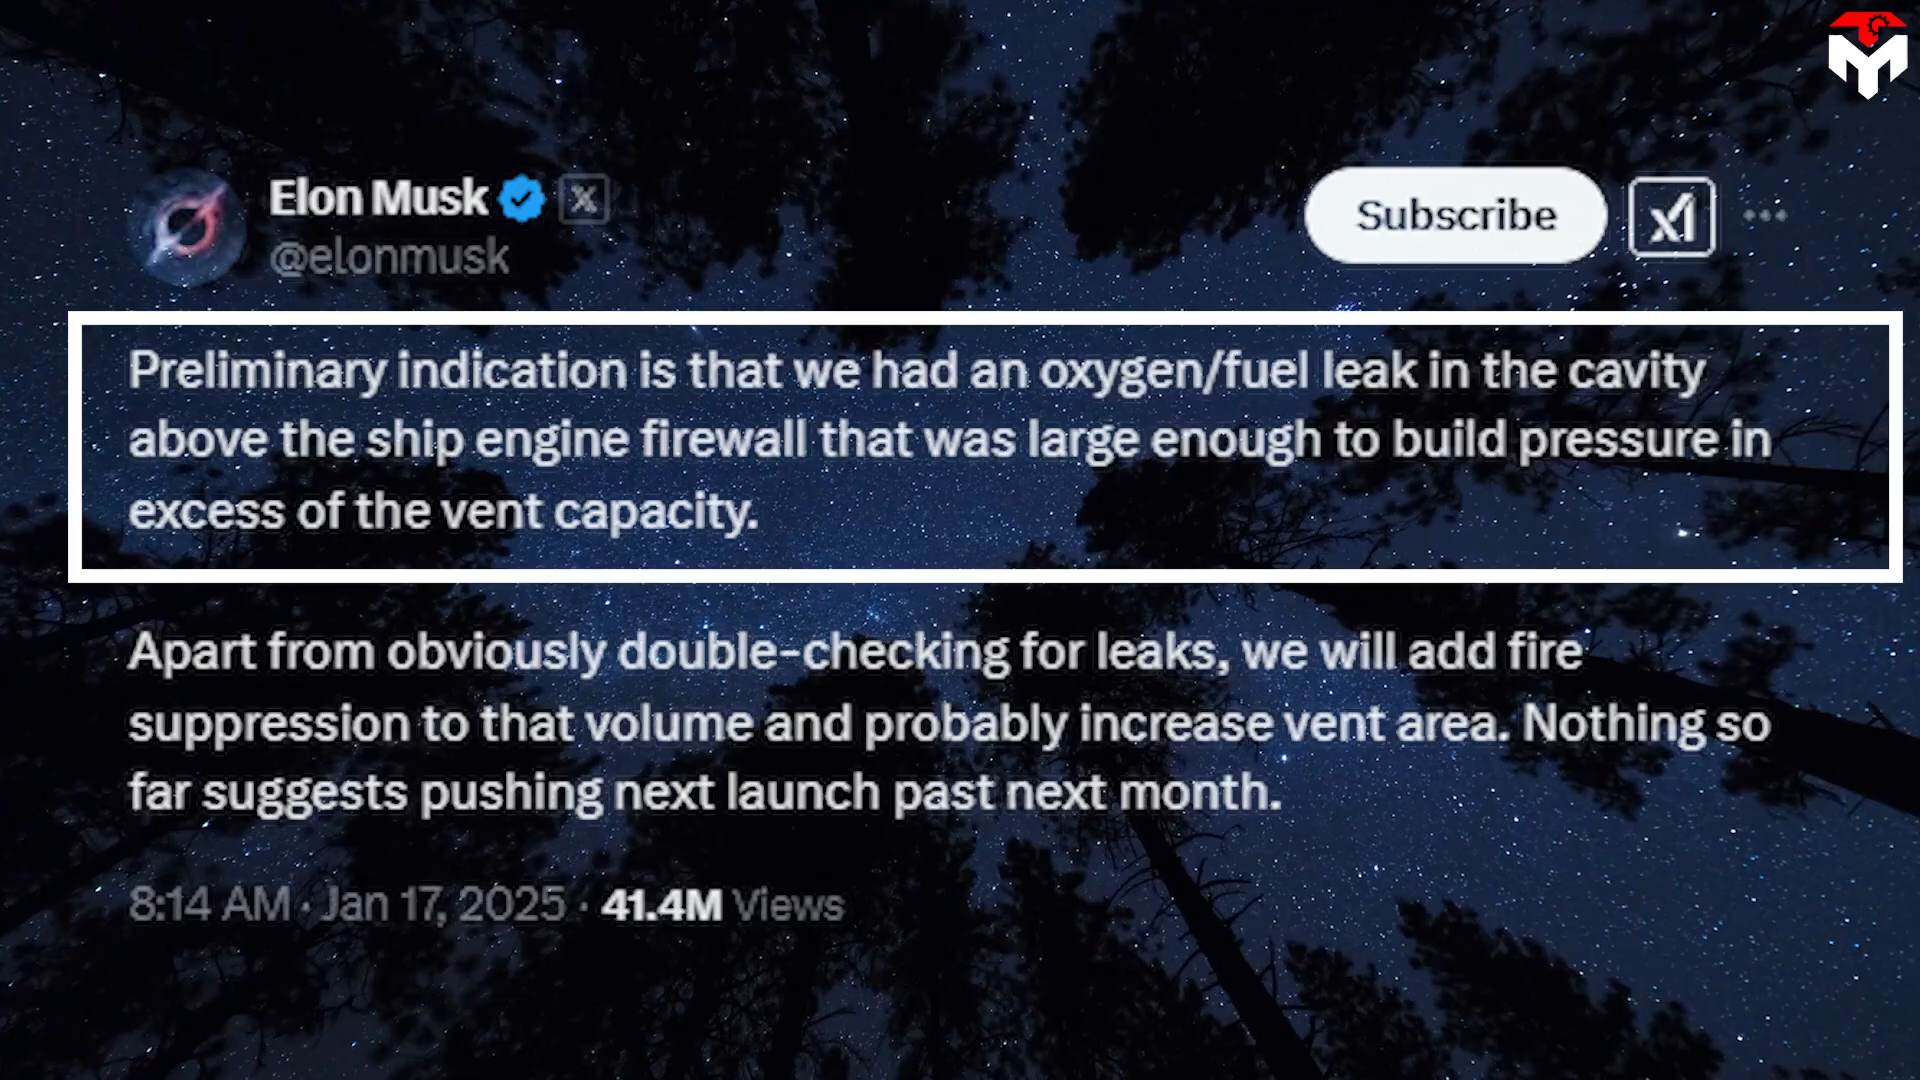 Elon Musk
@elonmusk
Subscribe
Preliminary indication is that we had an oxygen/fuel leak in the cavity
above the ship engine firewall that was large enough to build pressure in
excess of the vent capacity.
Apart from obviously double-checking for leaks, we will add fire
suppression to that volume and probably increase vent area. Nothing so
far suggests pushing next launch past next month.
8:14 AM · Jan 17, 2025 · 41.4M Views